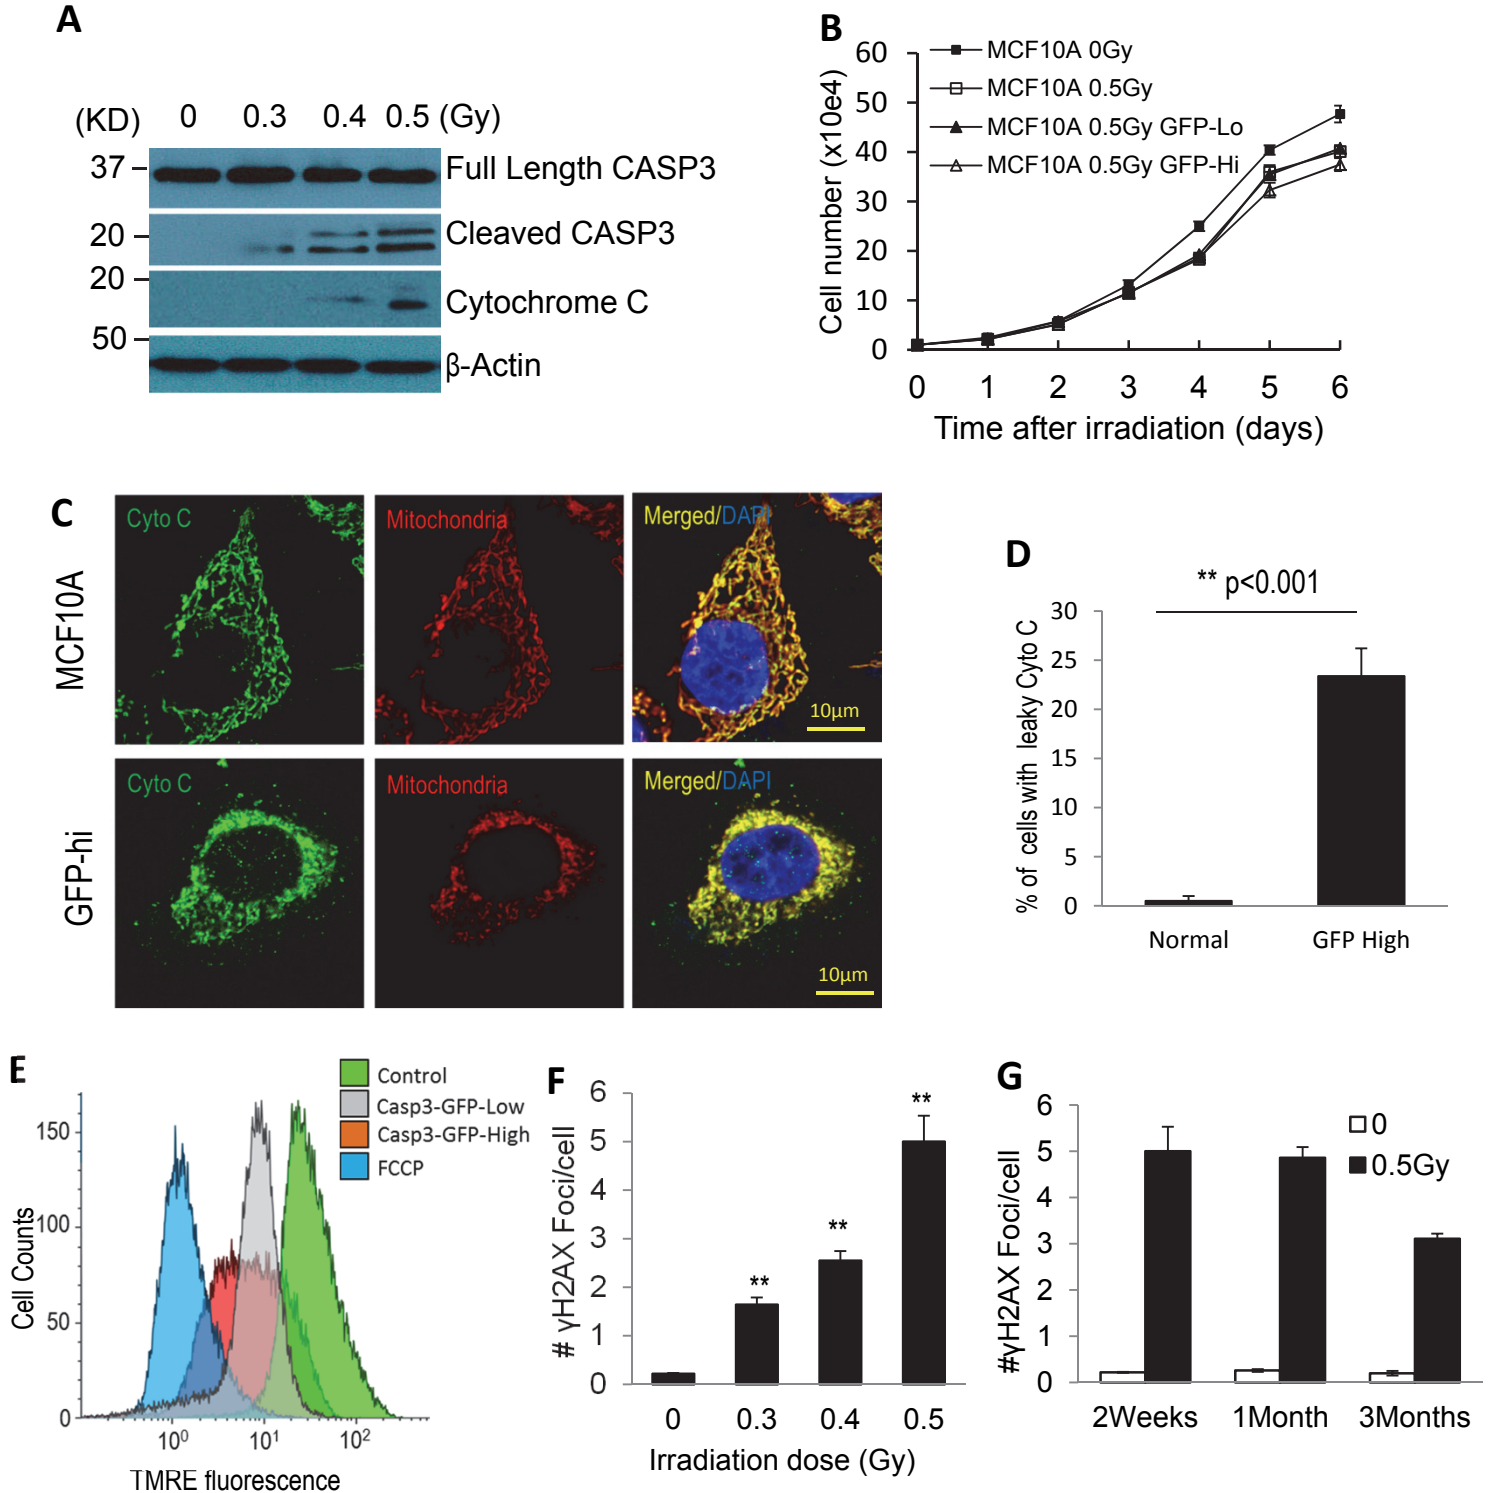 A
(KD) 0 0.3 0.4 0.5 (Gy)
37 Full Length CASP3
20 Cleaved CASP3
20 Cytochrome C
50 β-Actin
B
MCF10A 0Gy
MCF10A 0.5Gy
MCF10A 0.5Gy GFP-Lo
MCF10A 0.5Gy GFP-Hi
Cell number (x10e4)
60
50
40
30
20
10
0
0 1 2 3 4 5 6
Time after irradiation (days)
C
MCF10A
Cyto C Mitochondria Merged/DAPI
10μm
GFP-hi
Cyto C Mitochondria Merged/DAPI
10μm
D
** p<0.001
% of cells with leaky Cyto C
30
25
20
15
10
5
0
Normal GFP High
E
Control
Casp3-GFP-Low
Casp3-GFP-High
FCCP
Cell Counts
150
100
50
0
10⁰ 10¹ 10²
TMRE fluorescence
F
# γH2AX Foci/cell
6
5
4
3
2
1
0
** ** **
0 0.3 0.4 0.5
Irradiation dose (Gy)
G
0
0.5Gy
#γH2AX Foci/cell
6
5
4
3
2
1
0
2Weeks 1Month 3Months